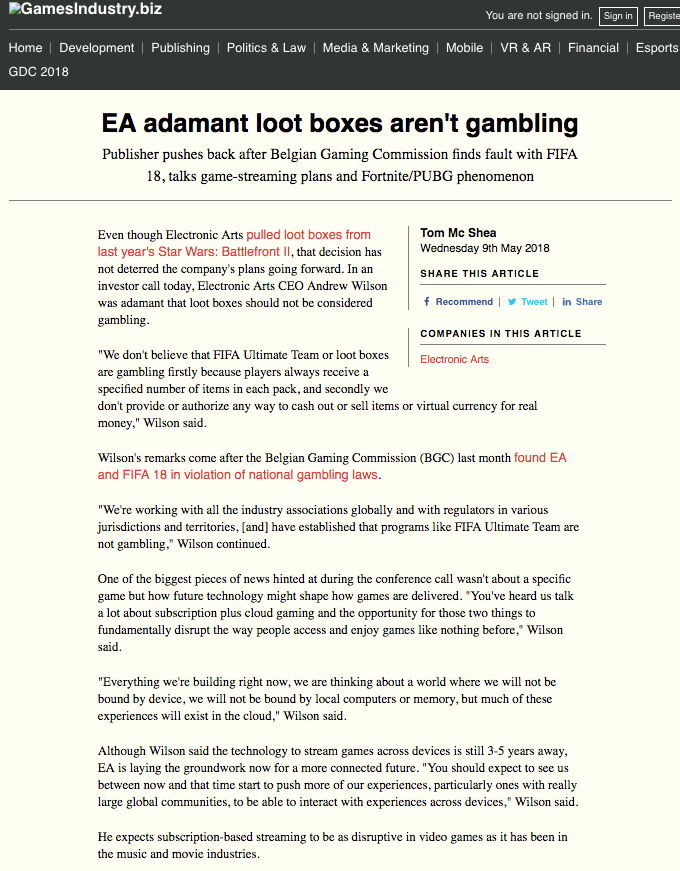 GamesIndustry.biz
You are not signed in. Sign in Registe
Home Development Publishing Politics & Law Media & Marketing Mobile VR & AR Financial Esports
GDC 2018
EA adamant loot boxes aren't gambling
Publisher pushes back after Belgian Gaming Commission finds fault with FIFA
18, talks game-streaming plans and Fortnite/PUBG phenomenon
Even though Electronic Arts pulled loot boxes from
last year's Star Wars: Battlefront II, that decision has
not deterred the company's plans going forward. In an
investor call today, Electronic Arts CEO Andrew Wilson
was adamant that loot boxes should not be considered
gambling.
"We don't believe that FIFA Ultimate Team or loot boxes
are gambling firstly because players always receive a
specified number of items in each pack, and secondly we
don't provide or authorize any way to cash out or sell items or virtual currency for real
money," Wilson said.
Tom Mc Shea
Wednesday 9th May 2018
SHARE THIS ARTICLE
Recommend Tweet Share
COMPANIES IN THIS ARTICLE
Electronic Arts
Wilson's remarks come after the Belgian Gaming Commission (BGC) last month found EA
and FIFA 18 in violation of national gambling laws.
"We're working with all the industry associations globally and with regulators in various
jurisdictions and territories, [and] have established that programs like FIFA Ultimate Team are
not gambling," Wilson continued.
One of the biggest pieces of news hinted at during the conference call wasn't about a specific
game but how future technology might shape how games are delivered. "You've heard us talk
a lot about subscription plus cloud gaming and the opportunity for those two things to
fundamentally disrupt the way people access and enjoy games like nothing before," Wilson
said.
"Everything we're building right now, we are thinking about a world where we will not be
bound by device, we will not be bound by local computers or memory, but much of these
experiences will exist in the cloud," Wilson said.
Although Wilson said the technology to stream games across devices is still 3-5 years away,
EA is laying the groundwork now for a more connected future. "You should expect to see us
between now and that time start to push more of our experiences, particularly ones with really
large global communities, to be able to interact with experiences across devices," Wilson said.
He expects subscription-based streaming to be as disruptive in video games as it has been in
the music and movie industries.